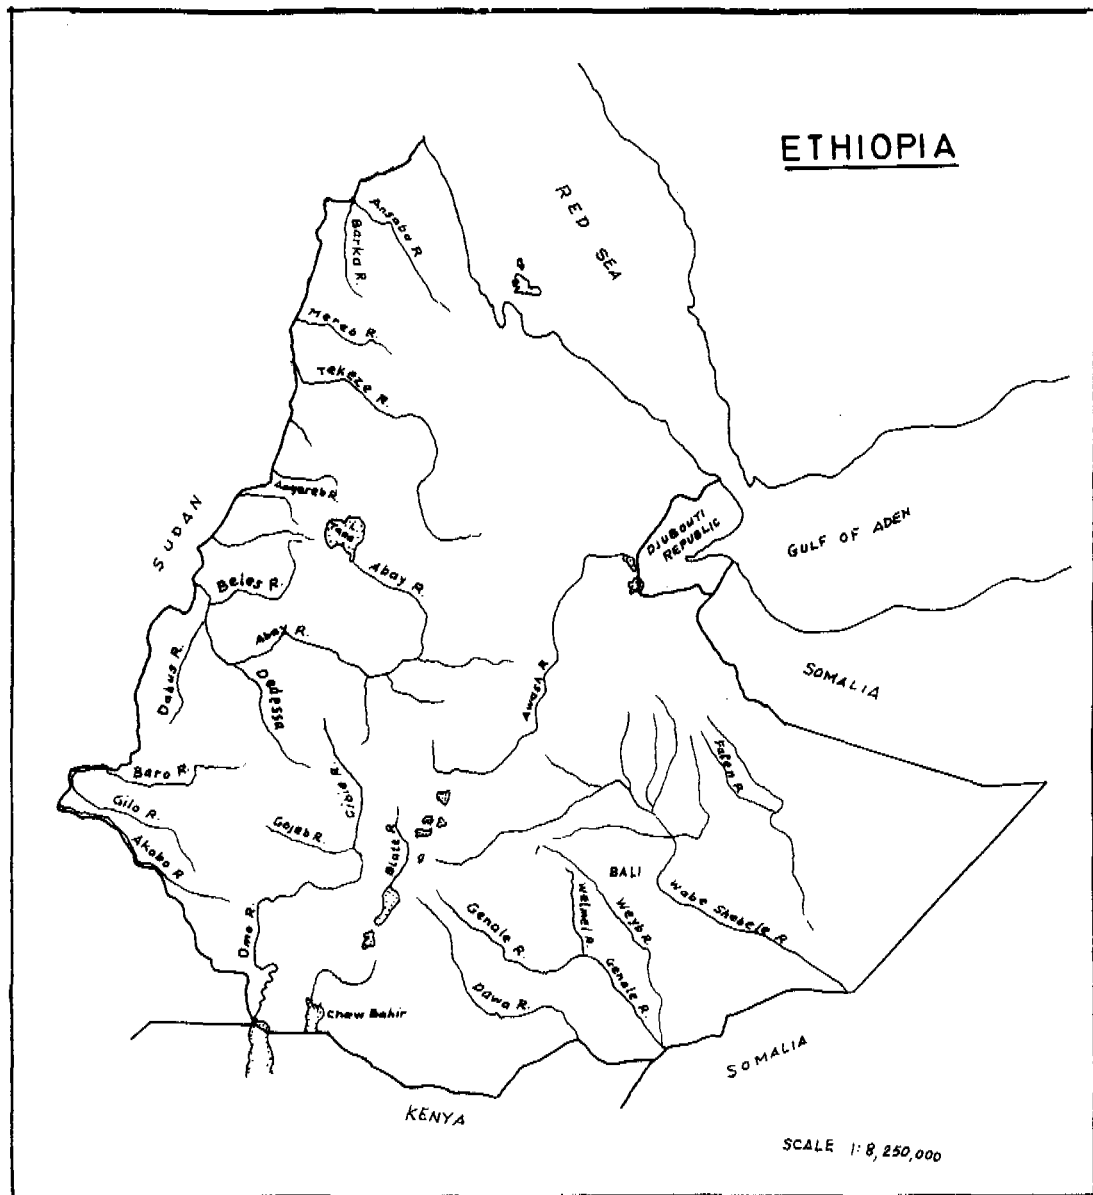 ETHIOPIA
RED SEA
Ansaba R
Barka R.
Mereb R.
Tekeze R.
Angareb R.
L.
Tana
SUDAN
DJIBOUTI
REPUBLIC
GULF OF ADEN
Beles R.
Abay R.
Abay R.
Dabus R.
Dedessa
Awash R
SOMALIA
Fafen R.
Baro R.
Gilo R.
Akobo R
Gibie R.
Gojeb R.
Blate R.
BALI
Wabe Shebele R.
Weyb R.
Welmel R.
Genale R.
Genale R.
Omo R.
Dawa R.
Chew Bahir
SOMALIA
KENYA
SCALE 1:8,250,000